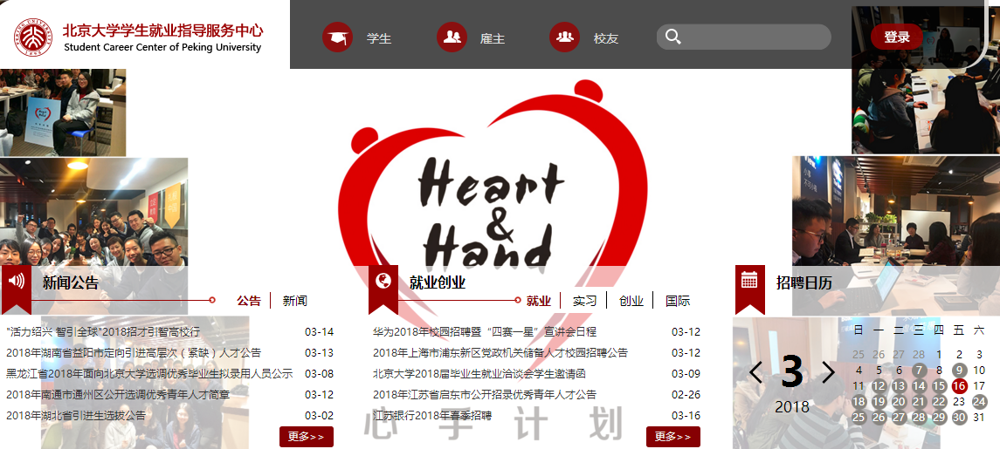 北京大学学生就业指导服务中心
Student Career Center of Peking University
学生
雇主
校友
登录
Heart
&
Hand
新闻公告
公告
新闻
"活力绍兴 智引全球"2018招才引智高校行 03-14
2018年湖南省益阳市定向引进高层次（紧缺）人才公告 03-13
黑龙江省2018年面向北京大学选调优秀毕业生拟录用人员公示 03-08
2018年南通市通州区公开选调优秀青年人才简章 03-12
2018年湖北省引进生选拔公告 03-02
更多>>
就业创业
就业
实习
创业
国际
华为2018年校园招聘暨“四赛一星”宣讲会日程 03-12
2018年上海市浦东新区党政机关储备人才校园招聘公告 03-12
北京大学2018届毕业生就业洽谈会学生邀请函 03-09
2018年江苏省启东市公开招录优秀青年人才公告 02-26
江苏银行2018年春季招聘 03-16
更多>>
心手计划
招聘日历
3
2018
日 一 二 三 四 五 六
25 26 27 28 1 2 3
4 5 6 7 8 9 10
11 12 13 14 15 16 17
18 19 20 21 22 23 24
25 26 27 28 29 30 31